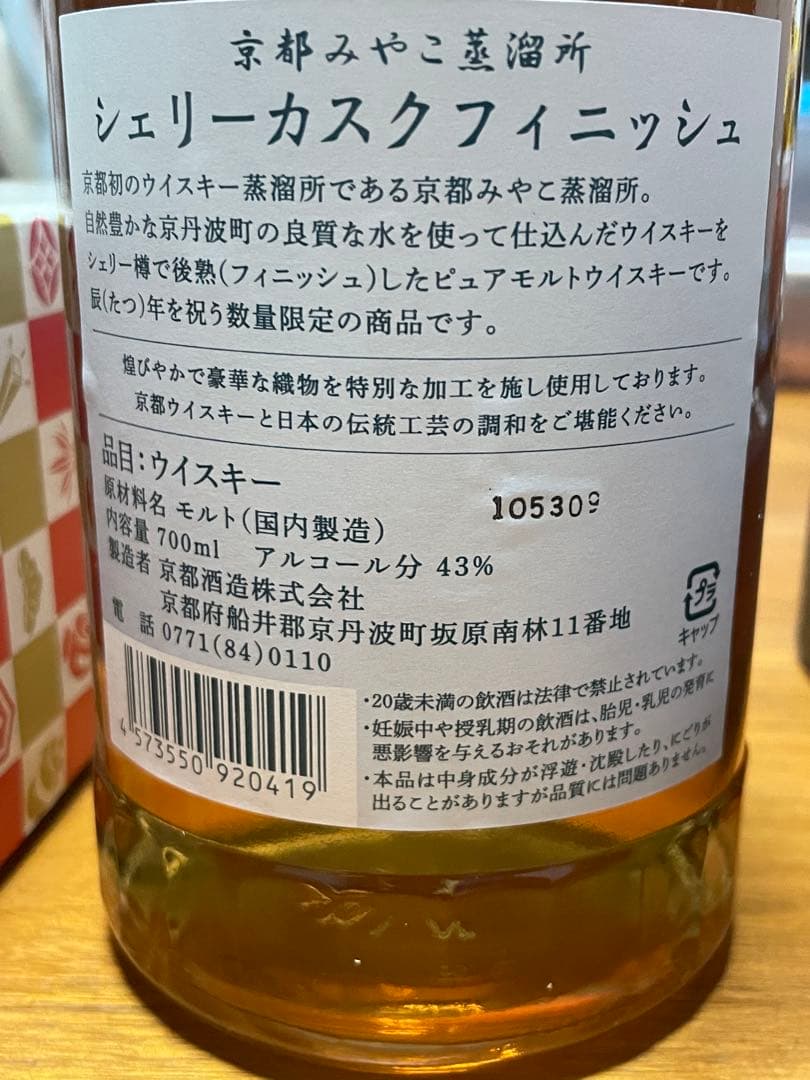 京都みやこ蒸溜所
シェリーカスクフィニッシュ
京都初のウイスキー蒸溜所である京都みやこ蒸溜所。
自然豊かな京丹波町の良質な水を使って仕込んだウイスキーを
シェリー樽で後熟(フィニッシュ)したピュアモルトウイスキーです。
辰(たつ)年を祝う数量限定の商品です。
煌びやかで豪華な織物を特別な加工を施し使用しております。
京都ウイスキーと日本の伝統工芸の調和をご堪能ください。
品目:ウイスキー
原材料名 モルト(国内製造)
内容量 700ml アルコール分 43%
製造者 京都酒造株式会社
京都府船井郡京丹波町坂原南林11番地
電話 0771(84)0110
105309
プラ
キャップ
4573550920419
・20歳未満の飲酒は法律で禁止されています。
・妊娠中や授乳期の飲酒は、胎児・乳児の発育に
悪影響を与えるおそれがあります。
・本品は中身成分が浮遊・沈殿したり、にごりが
出ることがありますが品質には問題ありません。